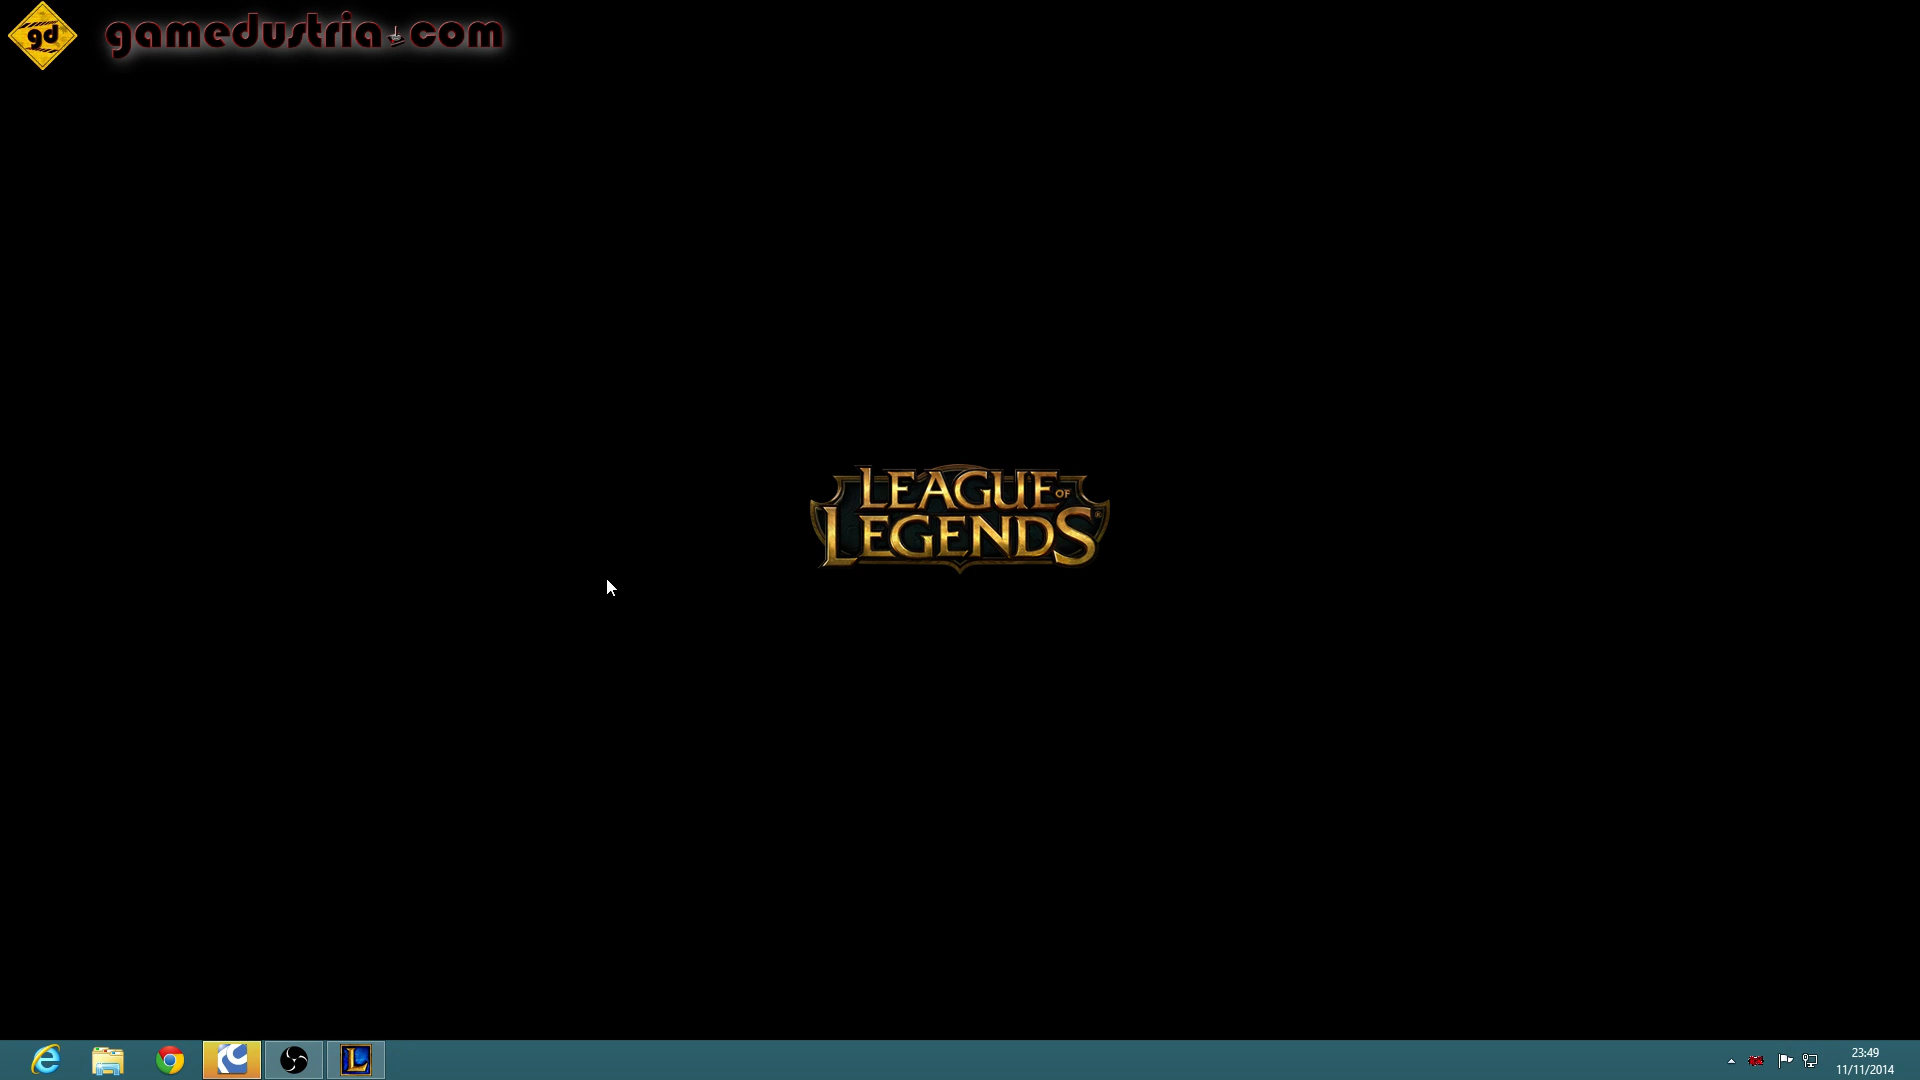 gd gamedustria.com
LEAGUE OF
LEGENDS
®
L
23:49
11/11/2014